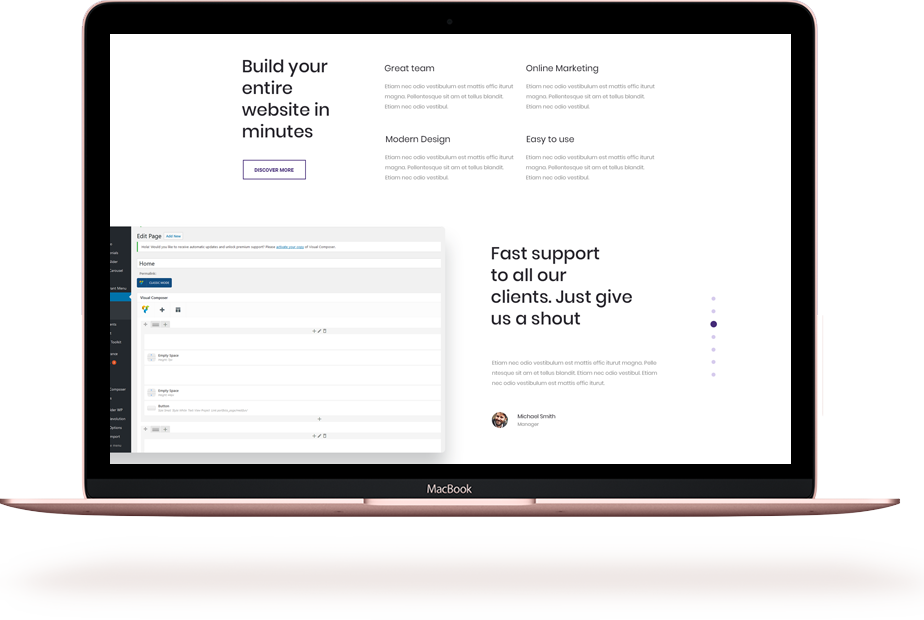 Build your
entire
website in
minutes
DISCOVER MORE
Great team
Etiam nec odio vestibulum est mattis effic iturut
magna. Pellentesque sit am et tellus blandit.
Etiam nec odio vestibul.
Online Marketing
Etiam nec odio vestibulum est mattis effic iturut
magna. Pellentesque sit am et tellus blandit.
Etiam nec odio vestibul.
Modern Design
Etiam nec odio vestibulum est mattis effic iturut
magna. Pellentesque sit am et tellus blandit.
Etiam nec odio vestibul.
Easy to use
Etiam nec odio vestibulum est mattis effic iturut
magna. Pellentesque sit am et tellus blandit.
Etiam nec odio vestibul.
Edit Page Add New
Hola! Would you like to receive automatic updates and unlock premium support? Please activate your copy of Visual Composer.
Home
Permalink:
CLASSIC MODE
Visual Composer
Empty Space
Empty Space
Button
Fast support
to all our
clients. Just give
us a shout
Etiam nec odio vestibulum est mattis effic iturut magna. Pelle
ntesque sit am et tellus blandit. Etiam nec odio vestibul. Etiam
nec odio vestibulum est mattis effic iturut.
Michael Smith
Manager
MacBook